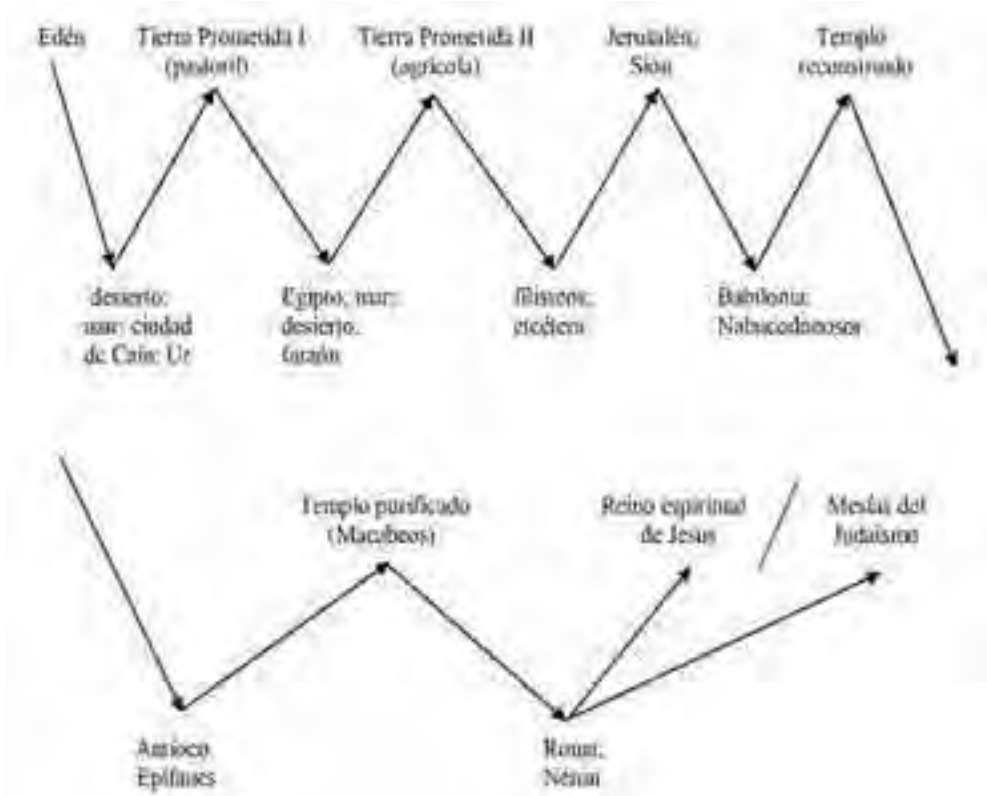 Edén
Tierra Prometida I
(pastoril)
Tierra Prometida II
(agrícola)
Jerusalén,
Sión
Templo
reconstruido
desierto;
mar; ciudad
de Caín; Ur
Egipto; mar;
desierto,
faraón
filisteos,
etcétera
Babilonia;
Nabucodonosor
Templo purificado
(Macabeos)
Reino espiritual
de Jesús
Mesías del
Judaísmo
Antíoco
Epífanes
Roma;
Nerón